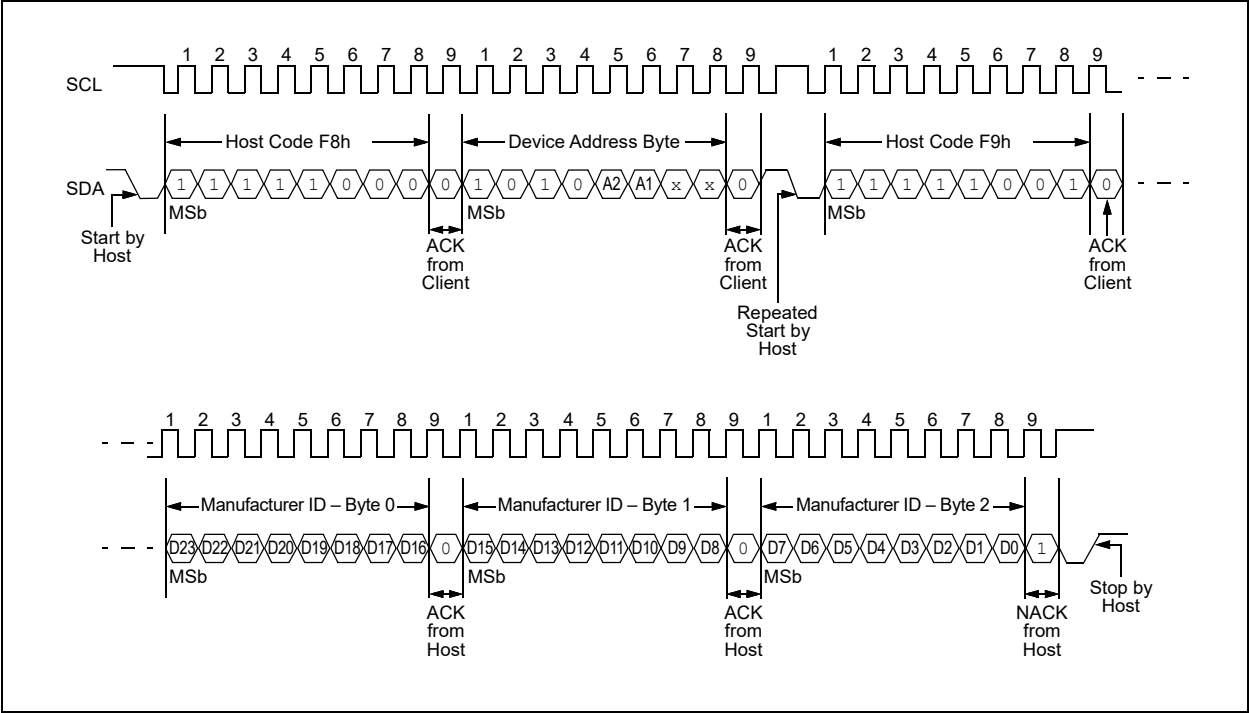 1 2 3 4 5 6 7 8 9 1 2 3 4 5 6 7 8 9 1 2 3 4 5 6 7 8 9
SCL
Host Code F8h
Device Address Byte
Host Code F9h
SDA
1 1 1 1 1 0 0 0 0 1 0 1 0 A2 A1 x x 0 1 1 1 1 1 0 0 1 0
MSb
MSb
MSb
Start by
Host
ACK
from
Client
ACK
from
Client
ACK
from
Client
Repeated
Start by
Host
1 2 3 4 5 6 7 8 9 1 2 3 4 5 6 7 8 9 1 2 3 4 5 6 7 8 9
Manufacturer ID – Byte 0
Manufacturer ID – Byte 1
Manufacturer ID – Byte 2
D23 D22 D21 D20 D19 D18 D17 D16 0 D15 D14 D13 D12 D11 D10 D9 D8 0 D7 D6 D5 D4 D3 D2 D1 D0 1
MSb
MSb
MSb
Stop by
Host
ACK
from
Host
ACK
from
Host
NACK
from
Host